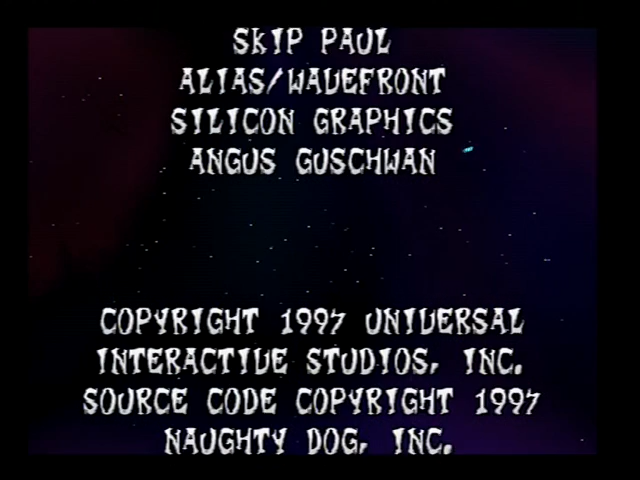 SKIP PAUL
ALIAS/WAVEFRONT
SILICON GRAPHICS
ANGUS GUSCHWAN
COPYRIGHT 1997 UNIVERSAL
INTERACTIVE STUDIOS, INC.
SOURCE CODE COPYRIGHT 1997
NAUGHTY DOG, INC.